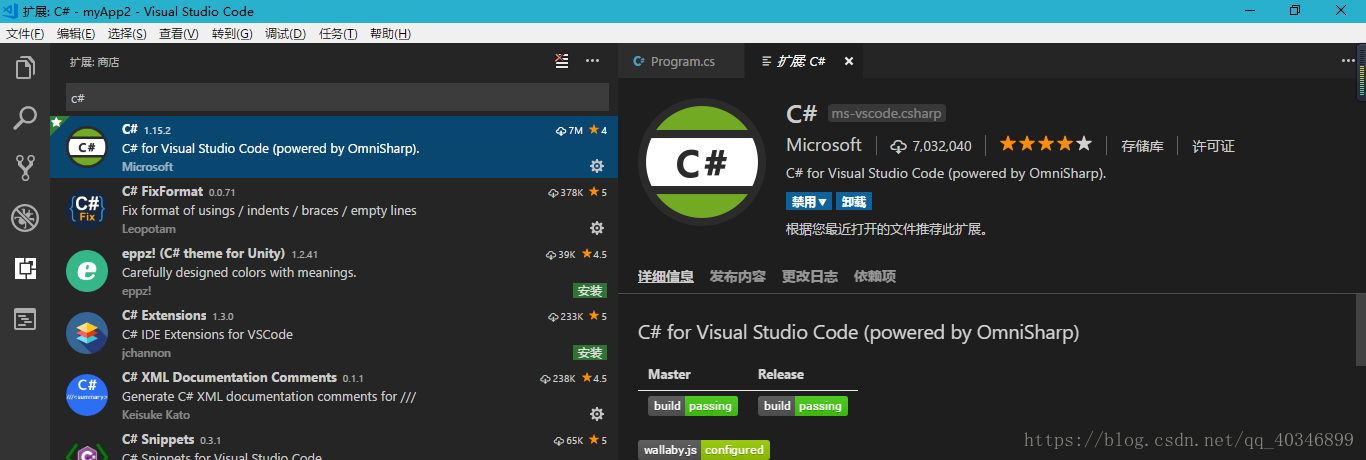 扩展: C# - myApp2 - Visual Studio Code
文件(F) 编辑(E) 选择(S) 查看(V) 转到(G) 调试(D) 任务(T) 帮助(H)
扩展: 商店
c#
C# 1.15.2 7M 4
C# for Visual Studio Code (powered by OmniSharp).
Microsoft
C# FixFormat 0.0.71 378K 5
Fix format of usings / indents / braces / empty lines
Leopotam
C# Fix
eppz! (C# theme for Unity) 1.2.41 39K 4.5
Carefully designed colors with meanings.
eppz! 安装
e
C# Extensions 1.3.0 233K 5
C# IDE Extensions for VSCode
jchannon 安装
C# XML Documentation Comments 0.1.1 238K 4.5
Generate C# XML documentation comments for ///
Keisuke Kato
C#
///<summary>
C# Snippets 0.3.1 65K 5
C# Snippets for Visual Studio Code
Program.cs 扩展: C#
C#
C# ms-vscode.csharp
Microsoft 7,032,040 存储库 许可证
C# for Visual Studio Code (powered by OmniSharp).
禁用 卸载
根据您最近打开的文件推荐此扩展。
详细信息 发布内容 更改日志 依赖项
C# for Visual Studio Code (powered by OmniSharp)
Master Release
build passing build passing
wallaby.js configured
https://blog.csdn.net/qq_40346899